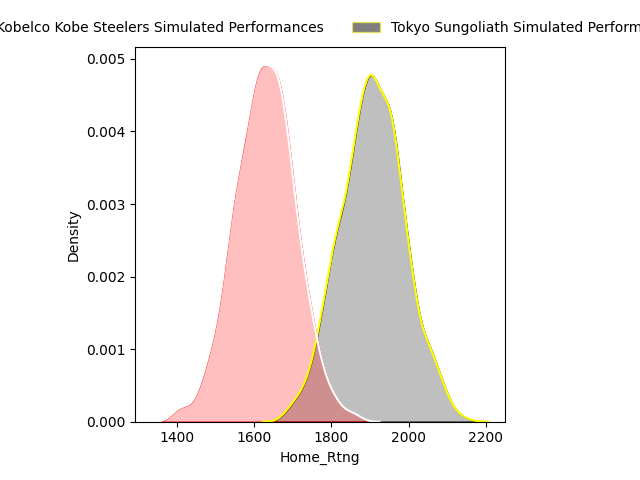 Kobelco Kobe Steelers Simulated Performances
Tokyo Sungoliath Simulated Perform
0.005
0.004
0.003
0.002
0.001
0.000
Density
1400 1600 1800 2000 2200
Home_Rtng